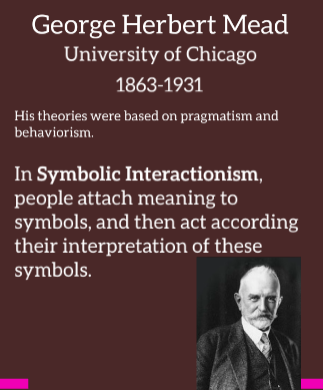 George Herbert Mead
University of Chicago
1863-1931
His theories were based on pragmatism and
behaviorism.
In Symbolic Interactionism,
people attach meaning to
symbols, and then act according
their interpretation of these
symbols.